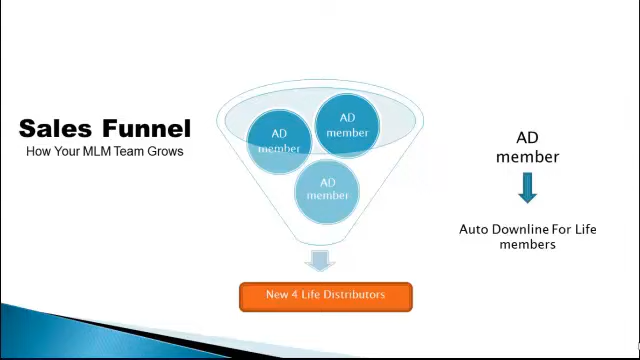 Sales Funnel
How Your MLM Team Grows
AD
member
AD
member
AD
member
New 4 Life Distributors
AD
member
Auto Downline For Life
members